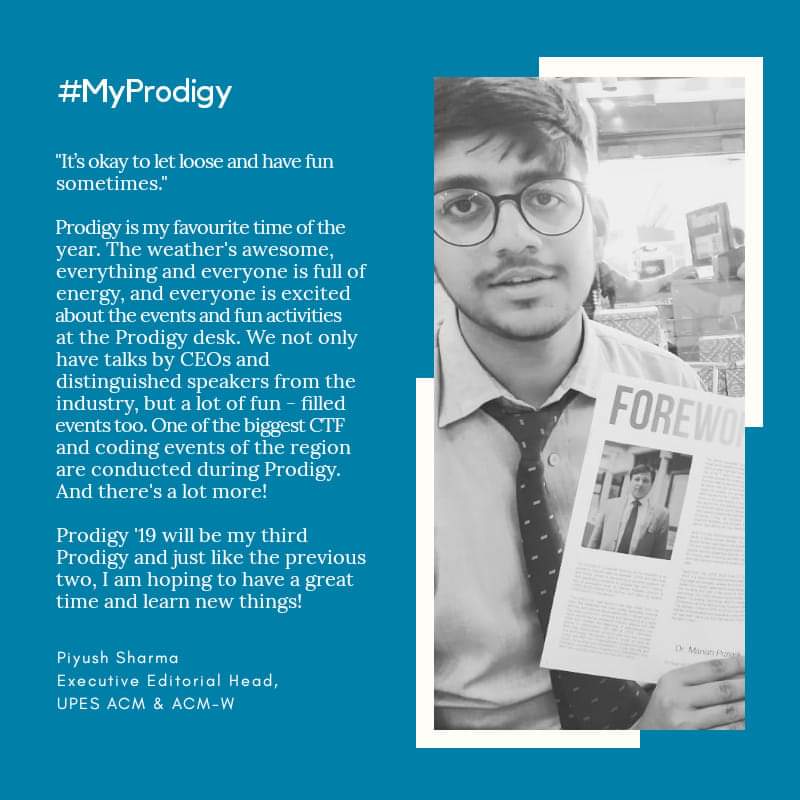 #MyProdigy
"It's okay to let loose and have fun
sometimes."
Prodigy is my favourite time of the
year. The weather's awesome,
everything and everyone is full of
energy, and everyone is excited
about the events and fun activities
at the Prodigy desk. We not only
have talks by CEOs and
distinguished speakers from the
industry, but a lot of fun - filled
events too. One of the biggest CTF
and coding events of the region
are conducted during Prodigy.
And there's a lot more!
Prodigy '19 will be my third
Prodigy and just like the previous
two, I am hoping to have a great
time and learn new things!
Piyush Sharma
Executive Editorial Head,
UPES ACM & ACM-W
FOREWO
Dr. Manish